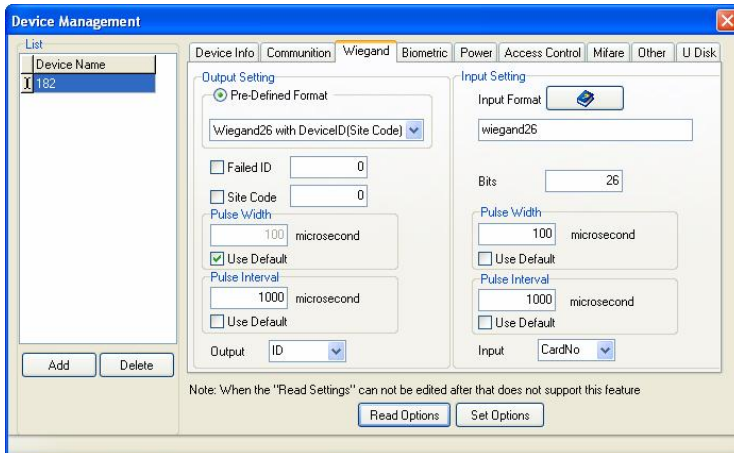 Device Management
List
Device Name
182
Add Delete
Device Info Communition Wiegand Biometric Power Access Control Mifare Other U Disk
Output Setting
Pre-Defined Format
Wiegand26 with DeviceID(Site Code)
Failed ID 0
Site Code 0
Pulse Width
100 microsecond
Use Default
Pulse Interval
1000 microsecond
Use Default
Output ID
Input Setting
Input Format
wiegand26
Bits 26
Pulse Width
100 microsecond
Use Default
Pulse Interval
1000 microsecond
Use Default
Input CardNo
Note: When the "Read Settings" can not be edited after that does not support this feature
Read Options Set Options